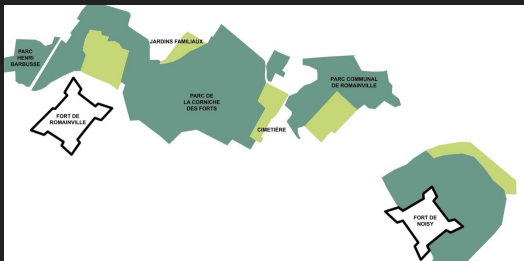 JARDINS FAMILIAUX
PARC
HENRI
BARBUSSE
PARC COMMUNAL
DE ROMAINVILLE
PARC DE
LA CORNICHE
DES FORTS
FORT DE
ROMAINVILLE
CIMETIÈRE
FORT DE
NOISY